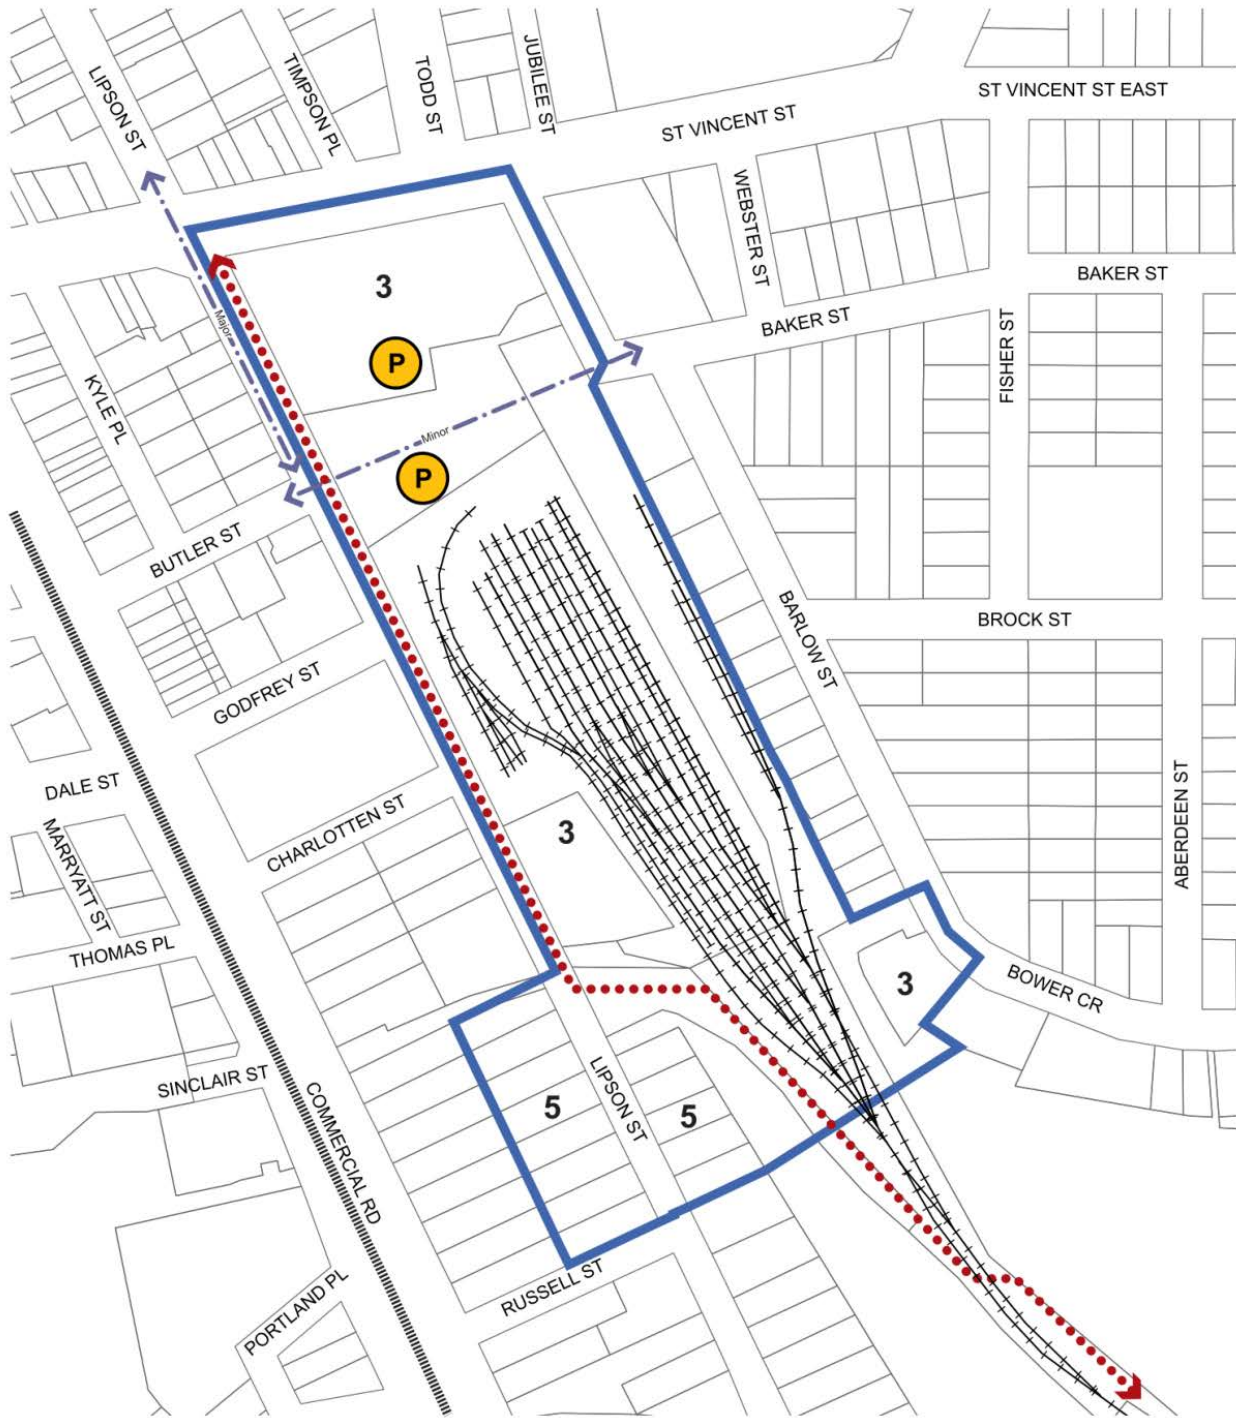 LIPSON ST
TIMPSON PL
TODD ST
JUBILEE ST
ST VINCENT ST
ST VINCENT ST EAST
WEBSTER ST
BAKER ST
BAKER ST
FISHER ST
3
Major
P
KYLE PL
Minor
P
BUTLER ST
BARLOW ST
BROCK ST
GODFREY ST
DALE ST
CHARLOTTEN ST
3
MARRYATT ST
ABERDEEN ST
THOMAS PL
3
BOWER CR
SINCLAIR ST
COMMERCIAL RD
5
LIPSON ST
5
RUSSELL ST
PORTLAND PL